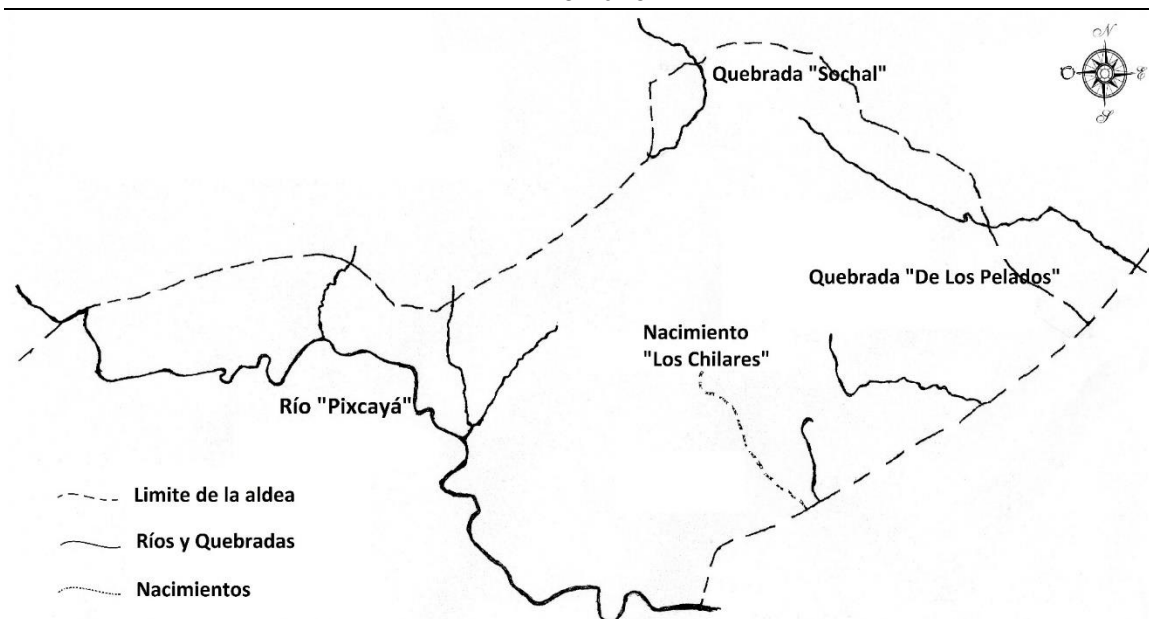 N
O
E
S
Quebrada "Sochal"
Quebrada "De Los Pelados"
Nacimiento
"Los Chilares"
Río "Pixcayá"
Limite de la aldea
Ríos y Quebradas
Nacimientos